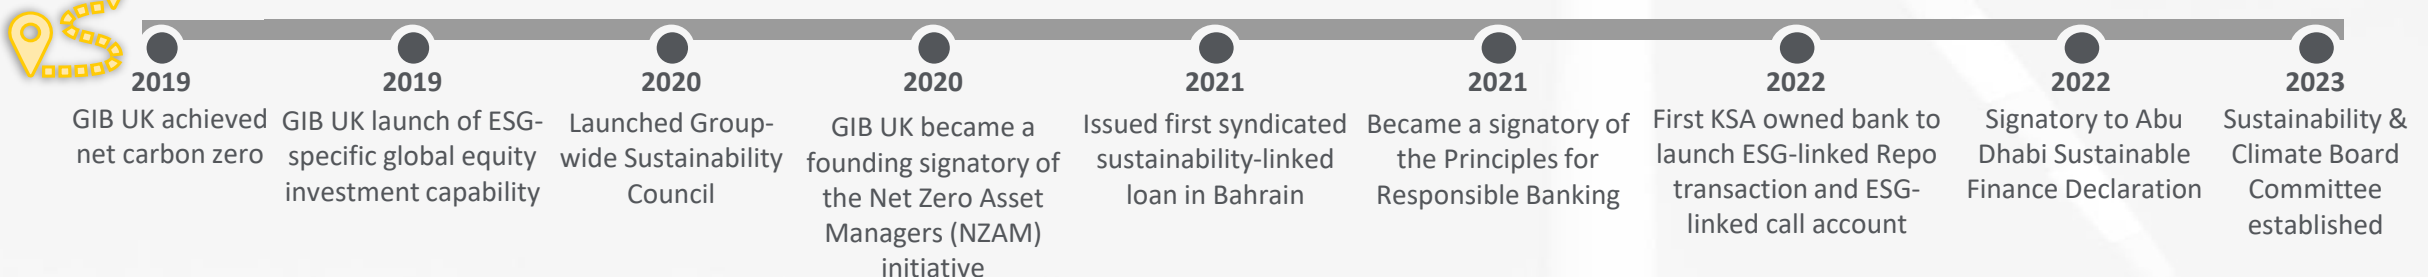 2019
GIB UK achieved
net carbon zero
2019
GIB UK launch of ESG-
specific global equity
investment capability
2020
Launched Group-
wide Sustainability
Council
2020
GIB UK became a
founding signatory of
the Net Zero Asset
Managers (NZAM)
initiative
2021
Issued first syndicated
sustainability-linked
loan in Bahrain
2021
Became a signatory of
the Principles for
Responsible Banking
2022
First KSA owned bank to
launch ESG-linked Repo
transaction and ESG-
linked call account
2022
Signatory to Abu
Dhabi Sustainable
Finance Declaration
2023
Sustainability &
Climate Board
Committee
established